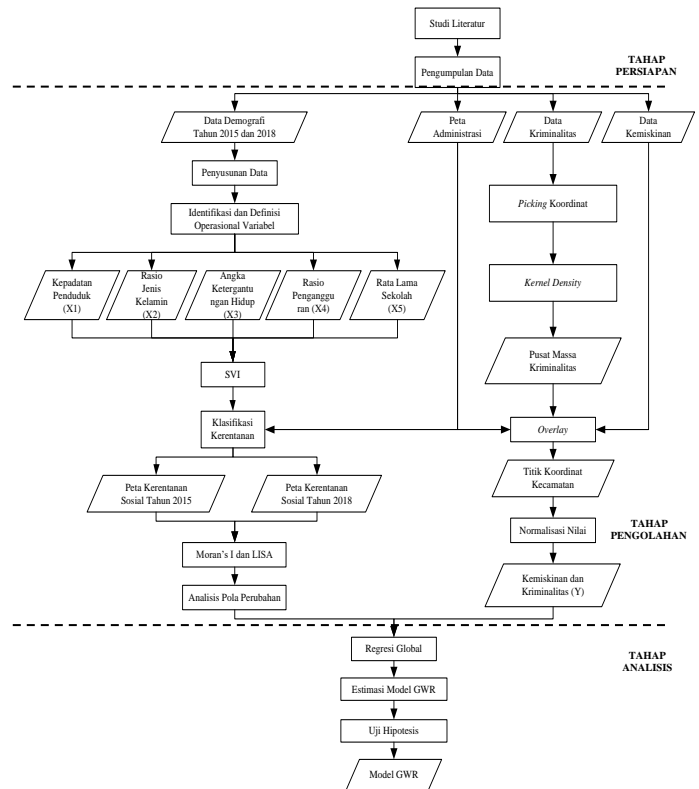 Studi Literatur
Pengumpulan Data
TAHAP
PERSIAPAN
Data Demografi
Tahun 2015 dan 2018
Peta
Administrasi
Data
Kriminalitas
Data
Kemiskinan
Penyusunan Data
Identifikasi dan Definisi
Operasional Variabel
Picking Koordinat
Kepadatan
Penduduk
(X1)
Rasio
Jenis
Kelamin
(X2)
Angka
Ketergantu
ngan Hidup
(X3)
Rasio
Penganggu
ran (X4)
Rata Lama
Sekolah
(X5)
Kernel Density
SVI
Pusat Massa
Kriminalitas
Klasifikasi
Kerentanan
Overlay
Peta Kerentanan
Sosial Tahun 2015
Peta Kerentanan
Sosial Tahun 2018
Titik Koordinat
Kecamatan
Moran's I dan LISA
Normalisasi Nilai
TAHAP
PENGOLAHAN
Analisis Pola Perubahan
Kemiskinan dan
Kriminalitas (Y)
Regresi Global
TAHAP
ANALISIS
Estimasi Model GWR
Uji Hipotesis
Model GWR